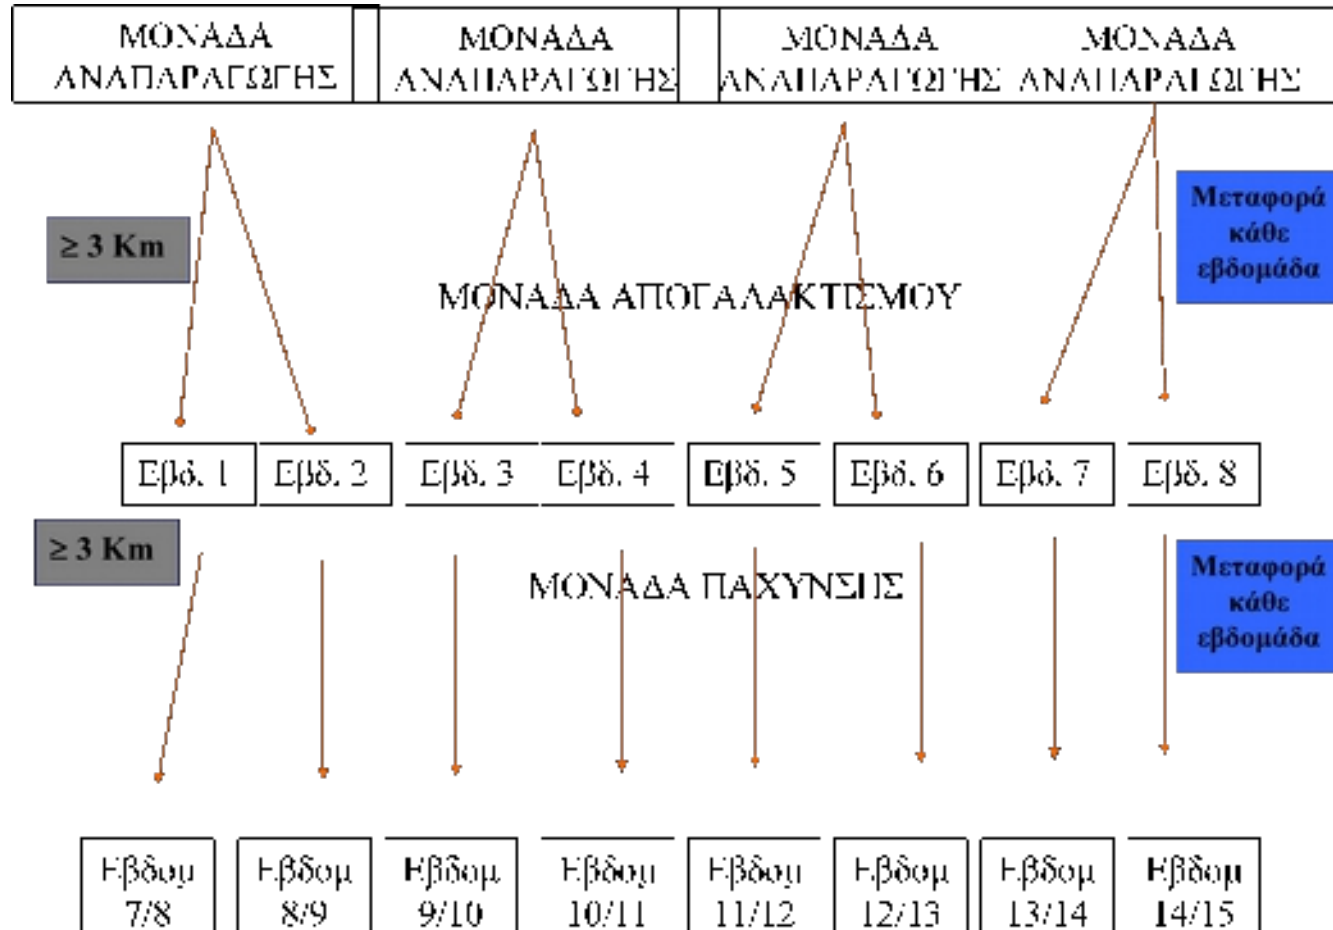 ΜΟΝΑΔΑ
ΑΝΑΠΑΡΑΓΩΓΗΣ
ΜΟΝΑΔΑ
ΑΝΑΠΑΡΑΓΩΓΗΣ
ΜΟΝΑΔΑ
ΑΝΑΠΑΡΑΓΩΓΗΣ
ΜΟΝΑΔΑ
ΑΝΑΠΑΡΑΓΩΓΗΣ
≥ 3 Km
Μεταφορά
κάθε
εβδομάδα
ΜΟΝΑΔΑ ΑΠΟΓΑΛΑΚΤΙΣΜΟΥ
Εβδ. 1
Εβδ. 2
Εβδ. 3
Εβδ. 4
Εβδ. 5
Εβδ. 6
Εβδ. 7
Εβδ. 8
≥ 3 Km
Μεταφορά
κάθε
εβδομάδα
ΜΟΝΑΔΑ ΠΑΧΥΝΣΗΣ
Εβδομ
7/8
Εβδομ
8/9
Εβδομ
9/10
Εβδομ
10/11
Εβδομ
11/12
Εβδομ
12/13
Εβδομ
13/14
Εβδομ
14/15